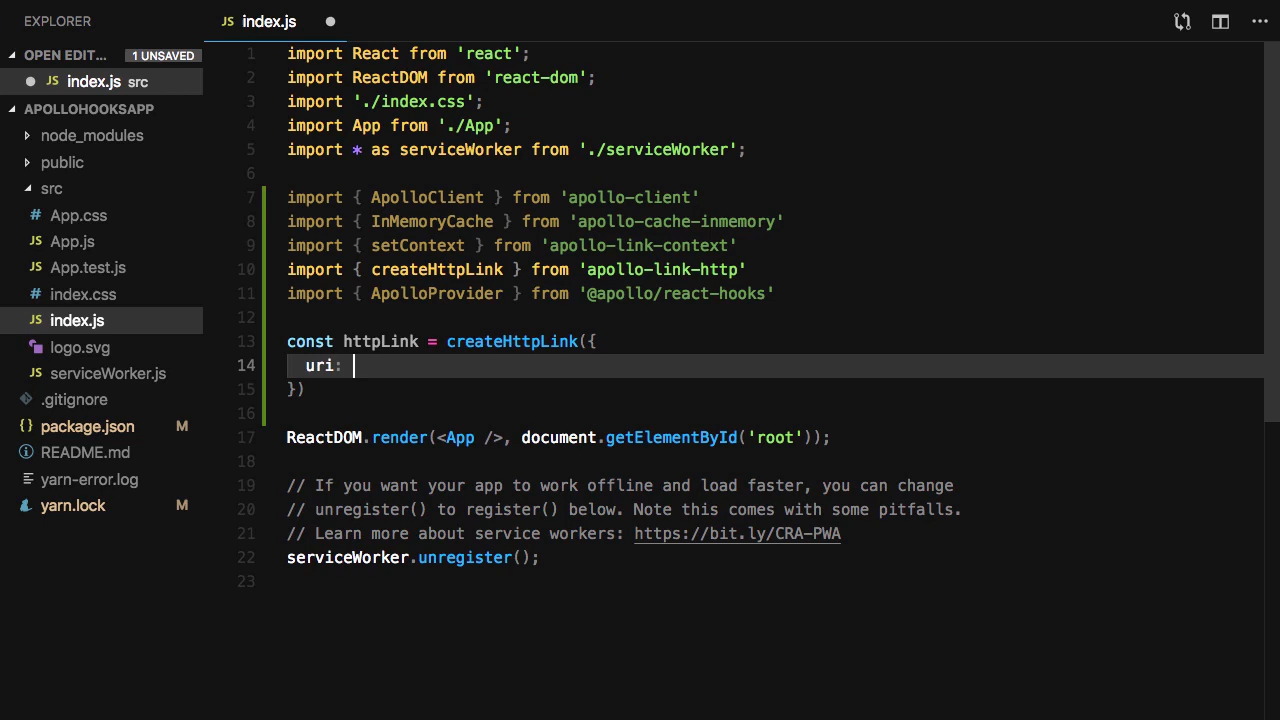 EXPLORER
OPEN EDIT... 1 UNSAVED
JS index.js src
APOLLOHOOKSAPP
node_modules
public
src
# App.css
JS App.js
JS App.test.js
# index.css
JS index.js
logo.svg
JS serviceWorker.js
.gitignore
{} package.json M
README.md
yarn-error.log
yarn.lock M
JS index.js
1 import React from 'react';
2 import ReactDOM from 'react-dom';
3 import './index.css';
4 import App from './App';
5 import * as serviceWorker from './serviceWorker';
6
7 import { ApolloClient } from 'apollo-client'
8 import { InMemoryCache } from 'apollo-cache-inmemory'
9 import { setContext } from 'apollo-link-context'
10 import { createHttpLink } from 'apollo-link-http'
11 import { ApolloProvider } from '@apollo/react-hooks'
12
13 const httpLink = createHttpLink({
14   uri:
15 })
16
17 ReactDOM.render(<App />, document.getElementById('root'));
18
19 // If you want your app to work offline and load faster, you can change
20 // unregister() to register() below. Note this comes with some pitfalls.
21 // Learn more about service workers: https://bit.ly/CRA-PWA
22 serviceWorker.unregister();
23